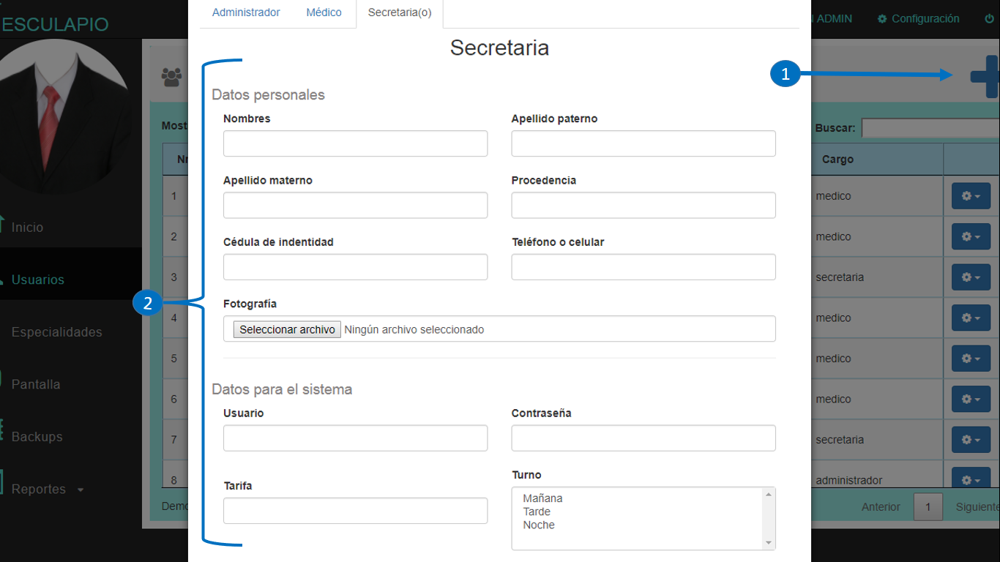 ESCULAPIO
Administrador
Médico
Secretaria(o)
ADMIN
Configuración
Secretaria
1
Datos personales
Nombres
Apellido paterno
Apellido materno
Procedencia
Cédula de indentidad
Teléfono o celular
Fotografía
Seleccionar archivo Ningún archivo seleccionado
2
Datos para el sistema
Usuario
Contraseña
Tarifa
Turno
Mañana
Tarde
Noche
Inicio
Usuarios
Especialidades
Pantalla
Backups
Reportes
Most
Buscar:
Cargo
1 medico
2 medico
3 secretaria
4 medico
5 medico
6 medico
7 secretaria
8 administrador
Anterior 1 Siguiente